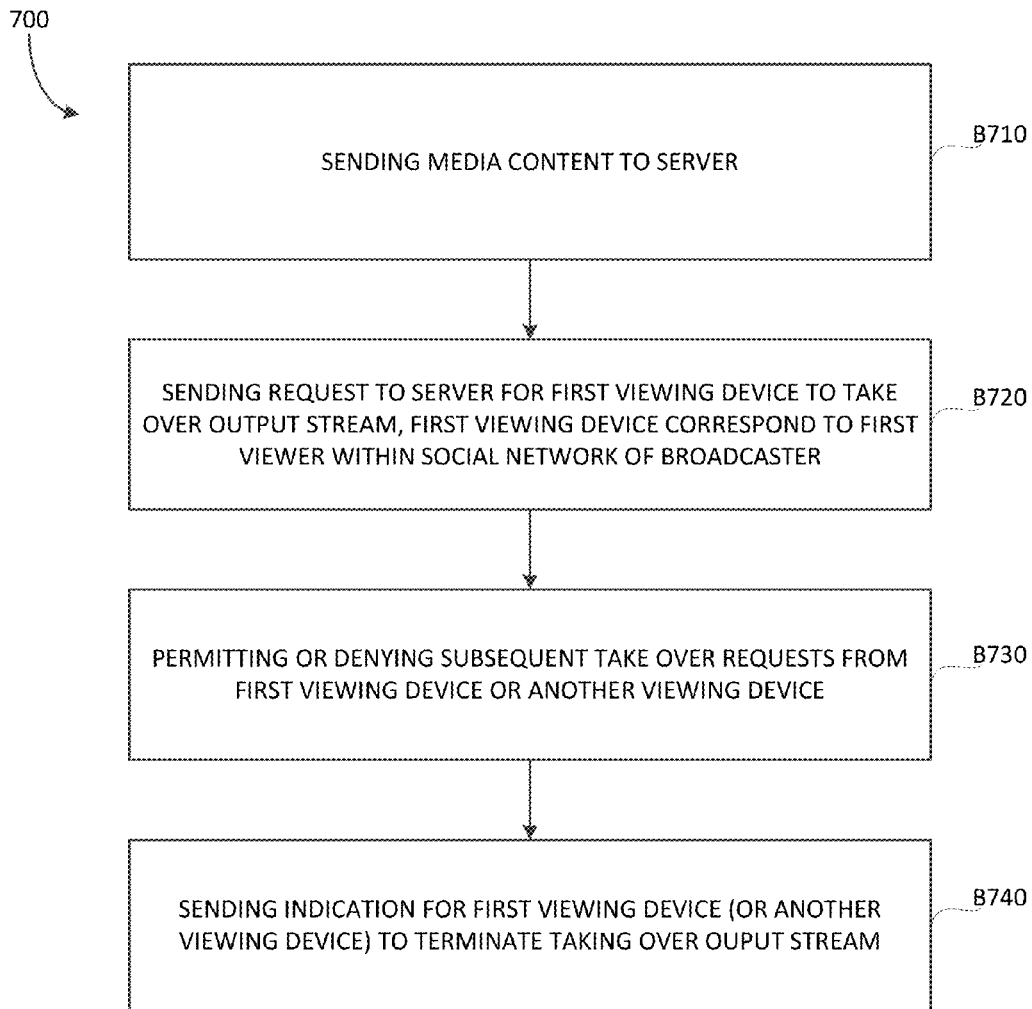 700
SENDING MEDIA CONTENT TO SERVER
B710
SENDING REQUEST TO SERVER FOR FIRST VIEWING DEVICE TO TAKE
OVER OUTPUT STREAM, FIRST VIEWING DEVICE CORRESPOND TO FIRST
VIEWER WITHIN SOCIAL NETWORK OF BROADCASTER
B720
PERMITTING OR DENYING SUBSEQUENT TAKE OVER REQUESTS FROM
FIRST VIEWING DEVICE OR ANOTHER VIEWING DEVICE
B730
SENDING INDICATION FOR FIRST VIEWING DEVICE (OR ANOTHER
VIEWING DEVICE) TO TERMINATE TAKING OVER OUPUT STREAM
B740